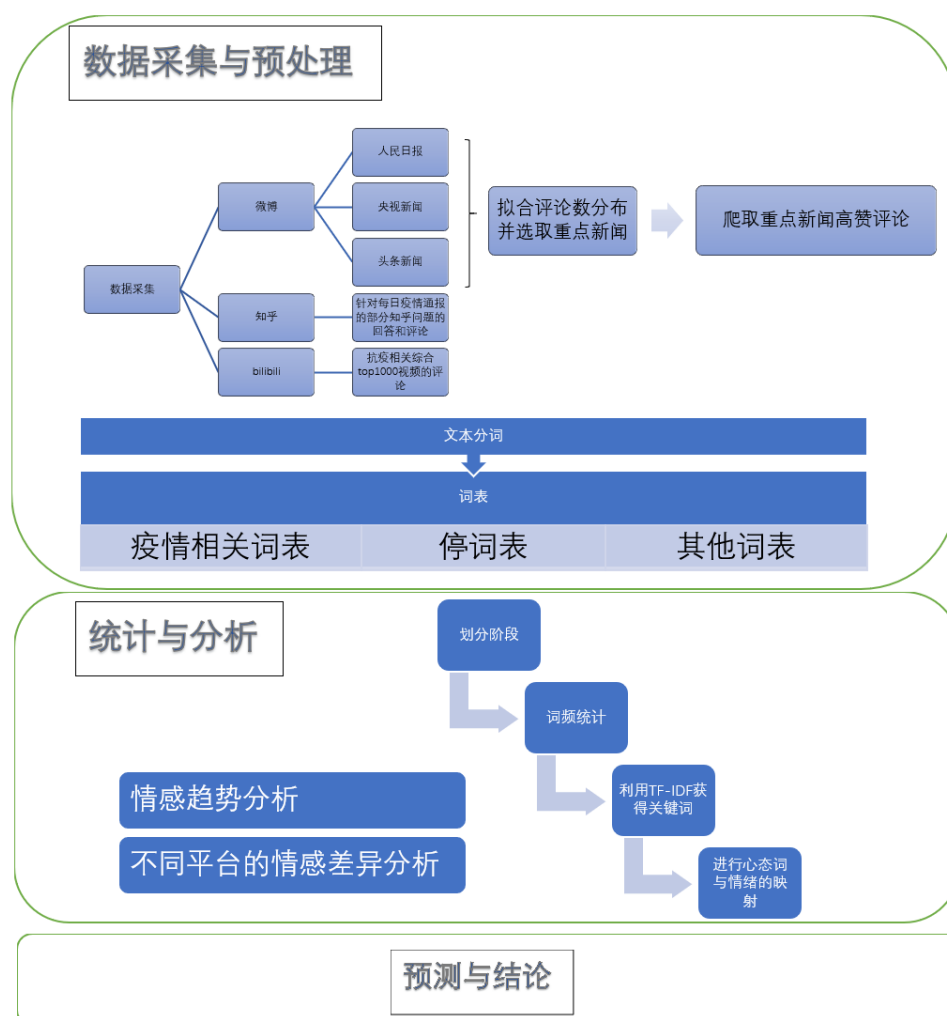 数据采集与预处理
人民日报
微博
央视新闻
头条新闻
拟合评论数分布
并选取重点新闻
爬取重点新闻高赞评论
数据采集
知乎
针对每日疫情通报
的部分知乎问题的
回答和评论
bilibili
抗疫相关综合
top1000视频的评
论
文本分词
词表
疫情相关词表
停词表
其他词表
统计与分析
划分阶段
词频统计
利用TF-IDF获
得关键词
进行心态词
与情绪的映
射
情感趋势分析
不同平台的情感差异分析
预测与结论